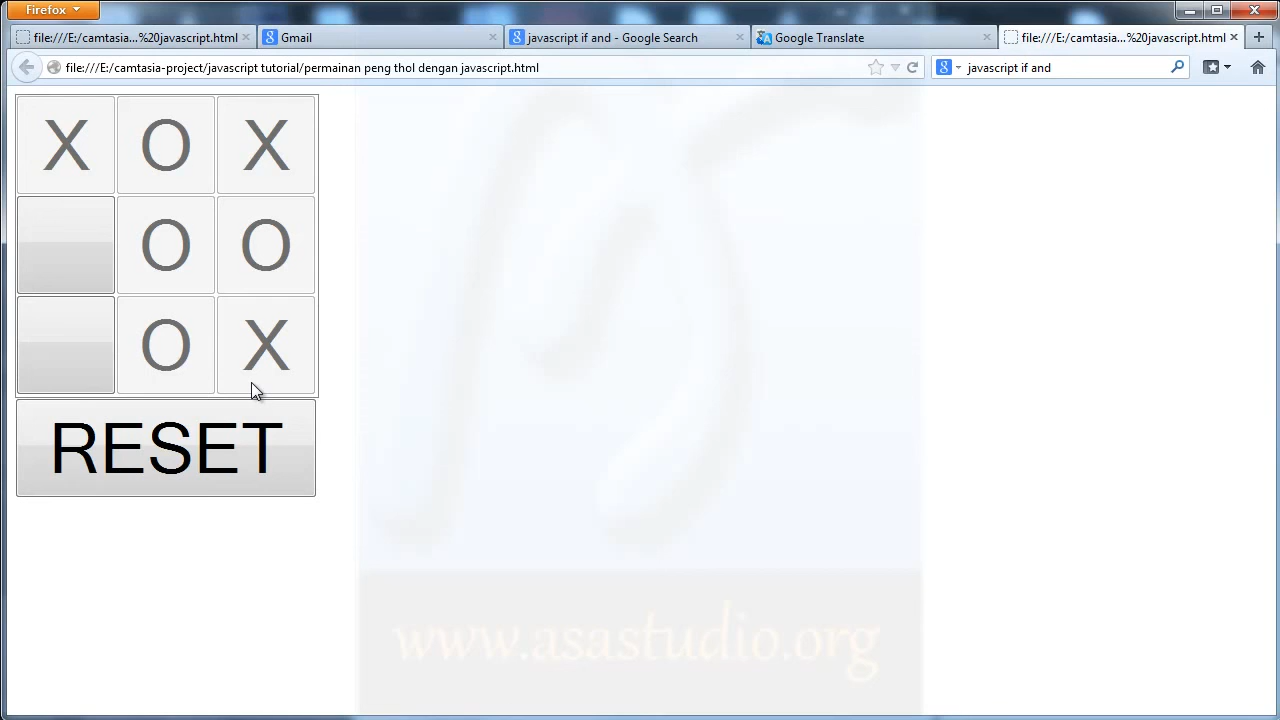 Firefox
file:///E:/camtasia...%20javascript.html
Gmail
javascript if and - Google Search
Google Translate
file:///E:/camtasia...%20javascript.html
file:///E:/camtasia-project/javascript tutorial/permainan peng thol dengan javascript.html
javascript if and
X O X
O O
O X
RESET
www.asastudio.org